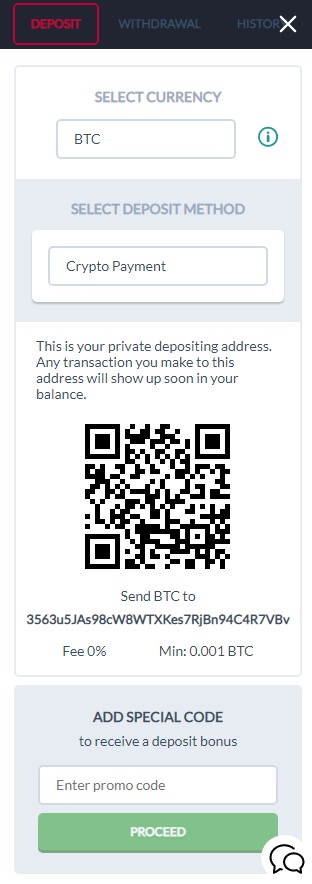 DEPOSIT WITHDRAWAL HISTOR
SELECT CURRENCY
BTC
SELECT DEPOSIT METHOD
Crypto Payment
This is your private depositing address.
Any transaction you make to this
address will show up soon in your
balance.
Send BTC to
3563u5JAs98cW8WTXKes7RjBn94C4R7VBv
Fee 0% Min: 0.001 BTC
ADD SPECIAL CODE
to receive a deposit bonus
Enter promo code
PROCEED